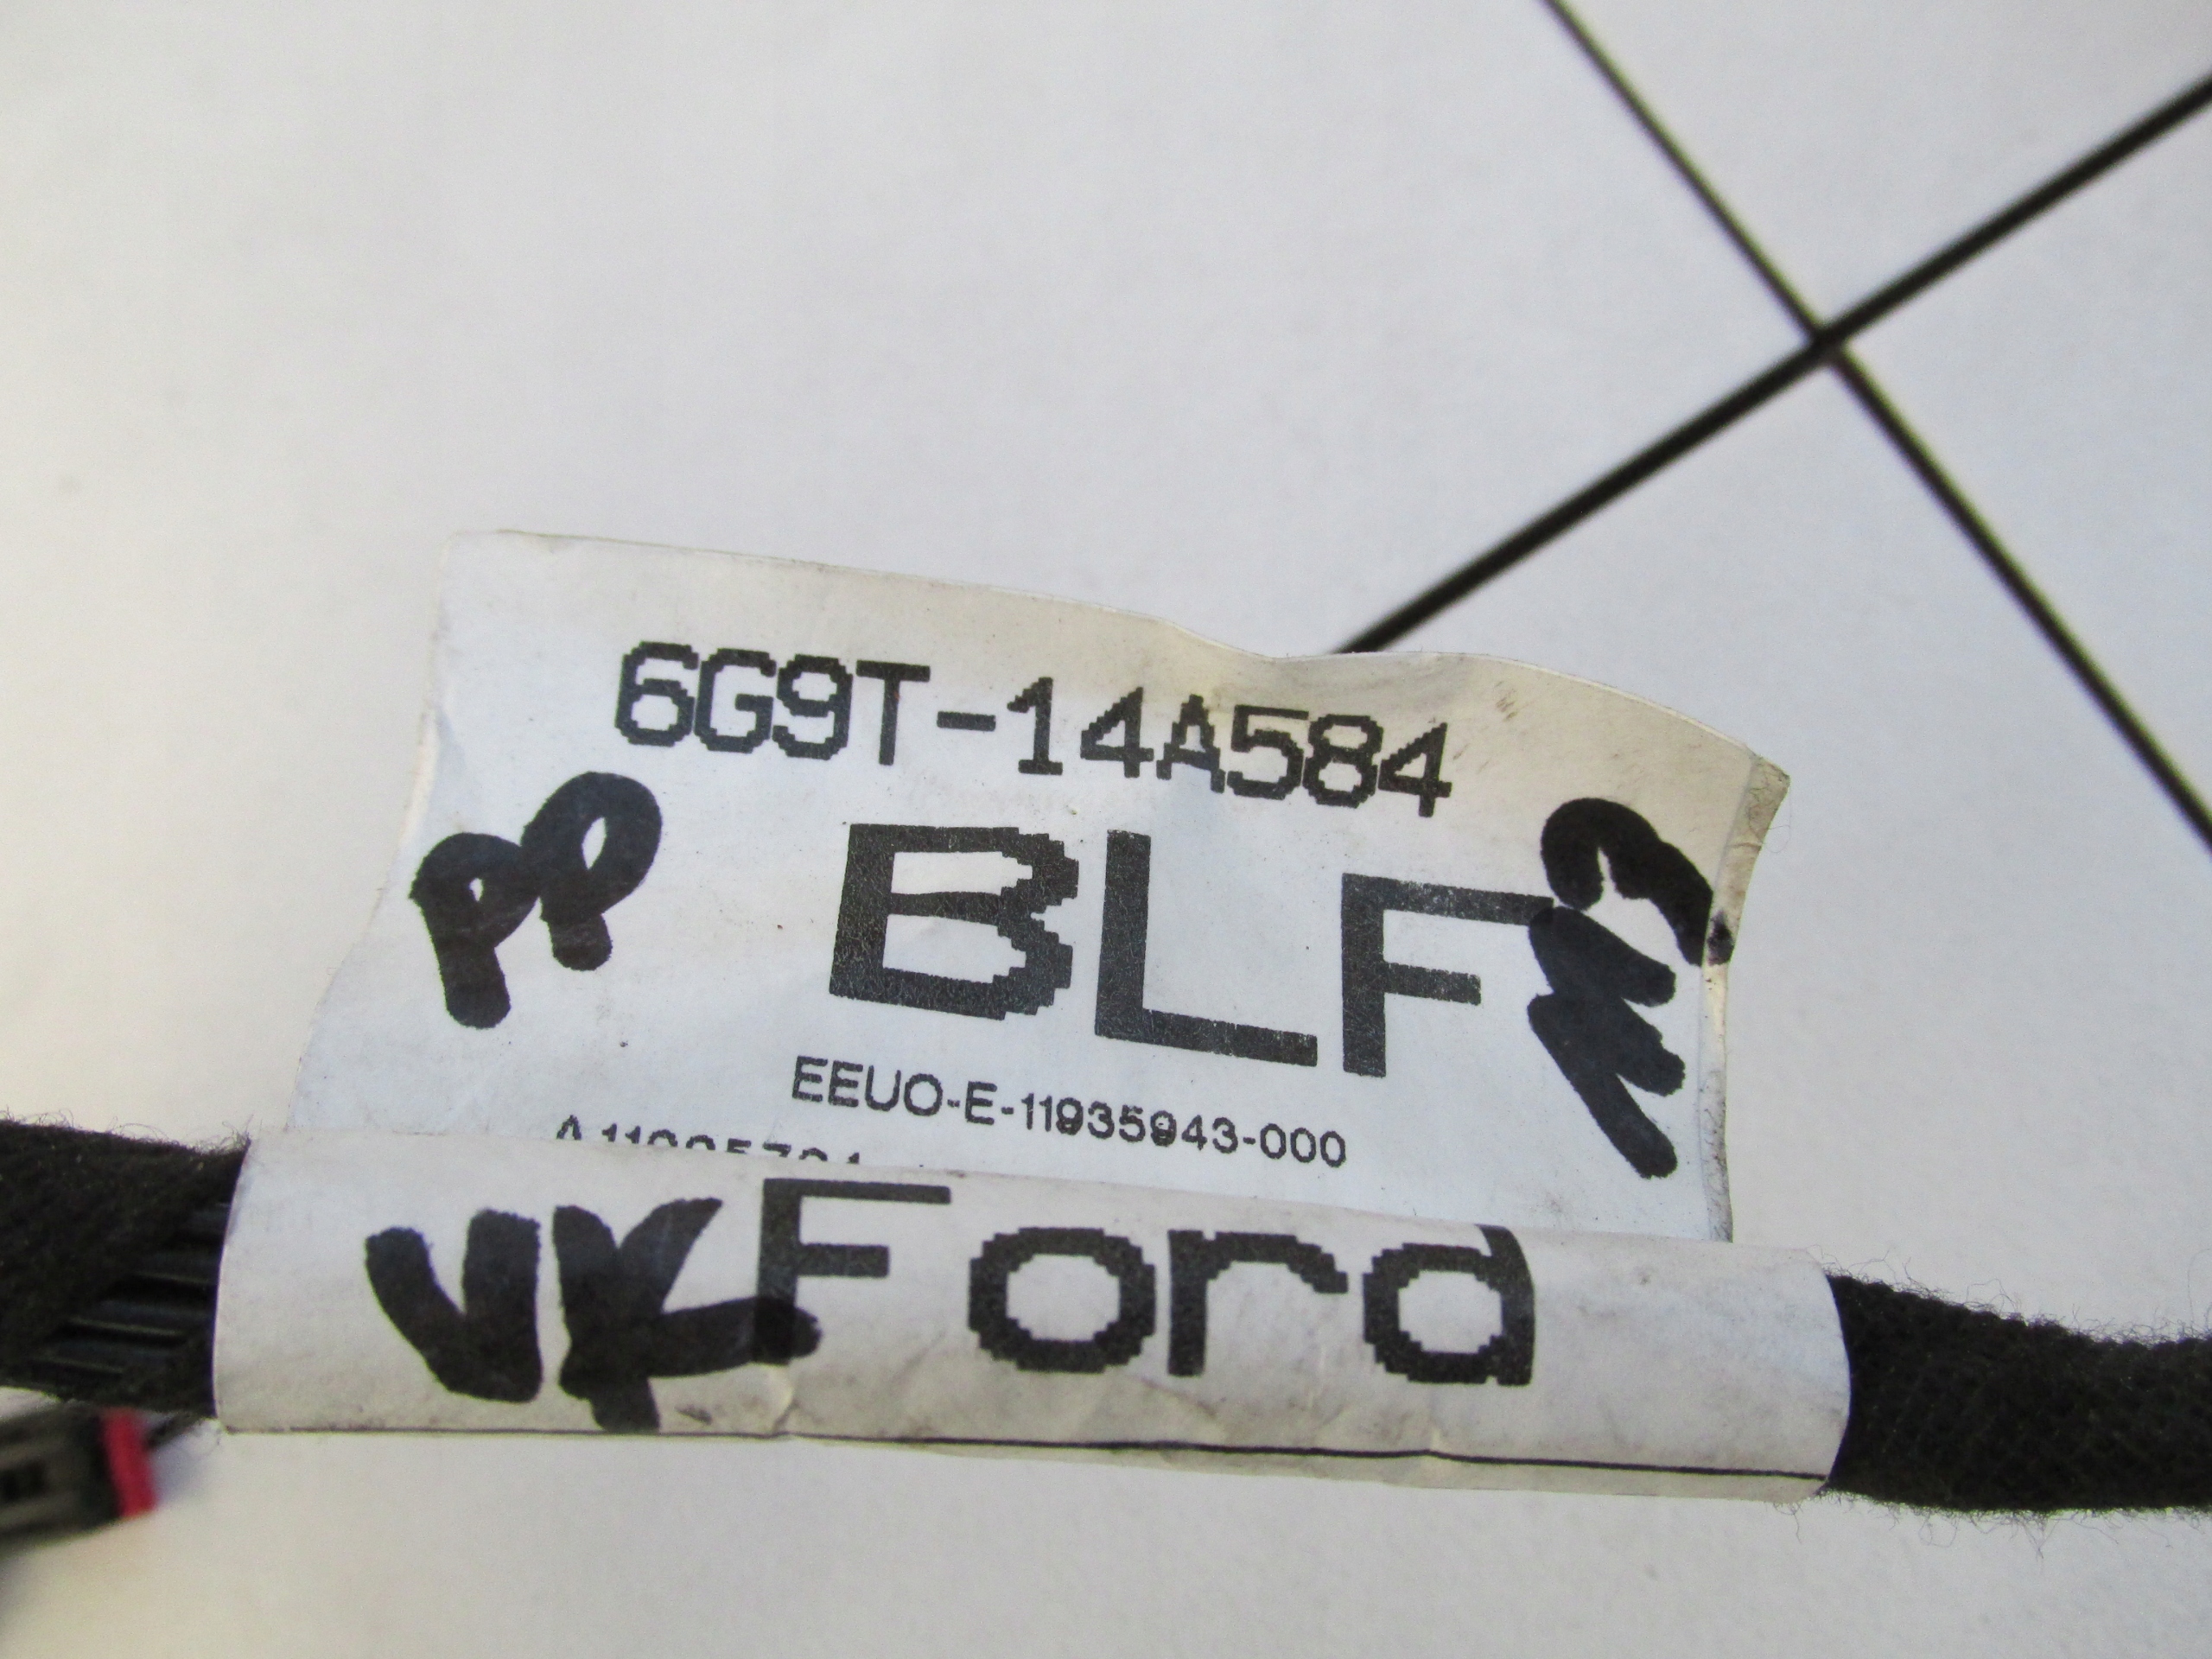 6G9T-14A584
PP
BLF
EEUO-E-11935943-000
VK Ford